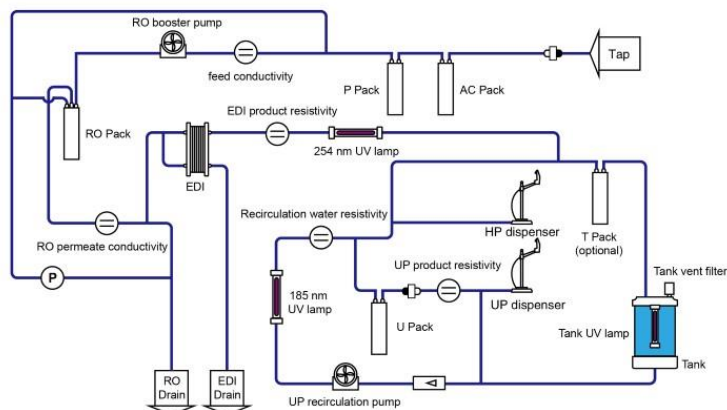 RO booster pump
feed conductivity
P Pack
AC Pack
Tap
RO Pack
EDI product resistivity
254 nm UV lamp
EDI
Recirculation water resistivity
HP dispenser
T Pack
(optional)
RO permeate conductivity
P
185 nm
UV lamp
UP product resistivity
UP dispenser
U Pack
Tank vent filter
Tank UV lamp
Tank
RO
Drain
EDI
Drain
UP recirculation pump